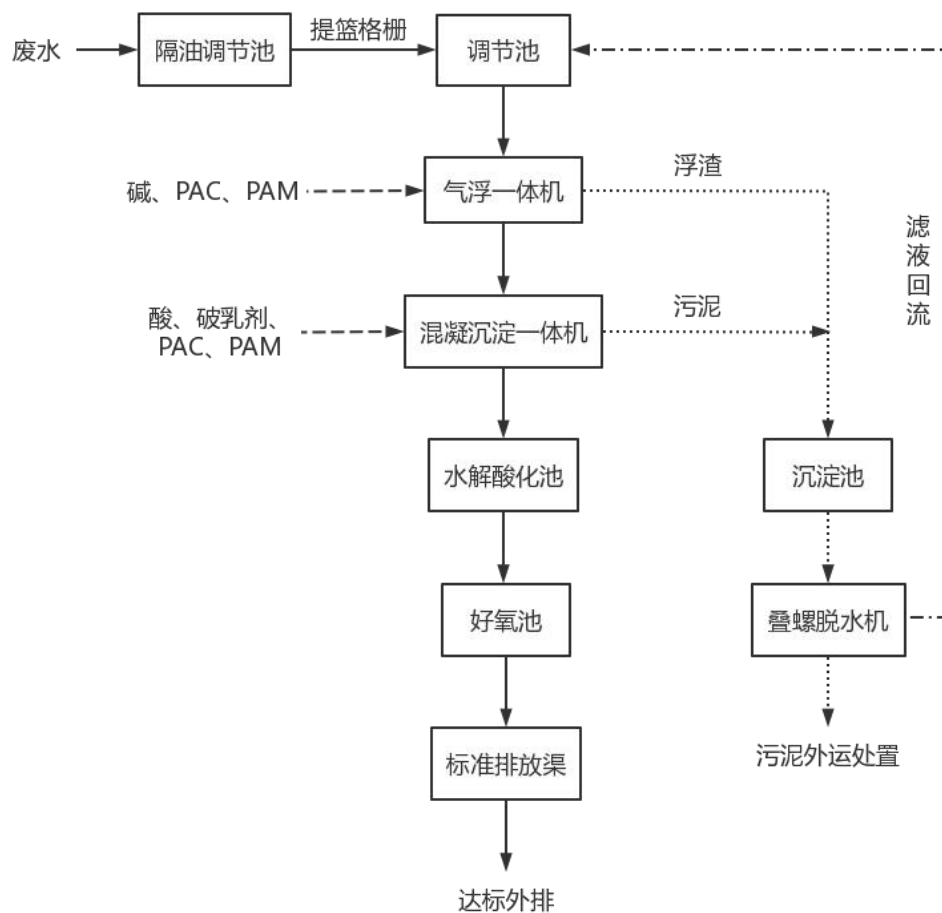 废水
隔油调节池
提篮格栅
调节池
碱、PAC、PAM
气浮一体机
浮渣
滤液回流
酸、破乳剂、
PAC、PAM
混凝沉淀一体机
污泥
水解酸化池
沉淀池
好氧池
叠螺脱水机
标准排放渠
污泥外运处置
达标外排